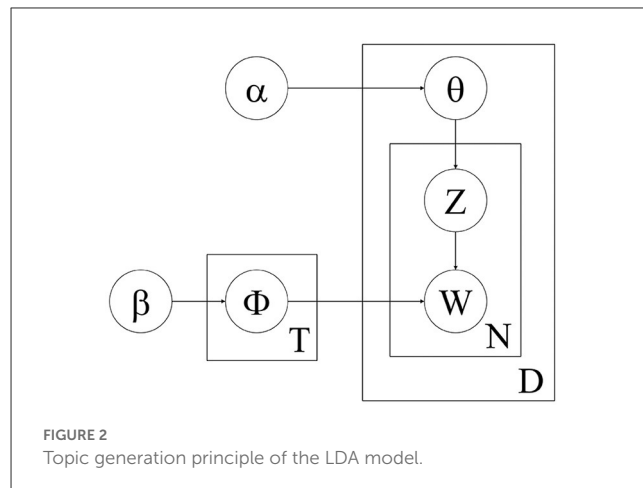 α
θ
Z
β
Φ
W
T
N
D
FIGURE 2
Topic generation principle of the LDA model.